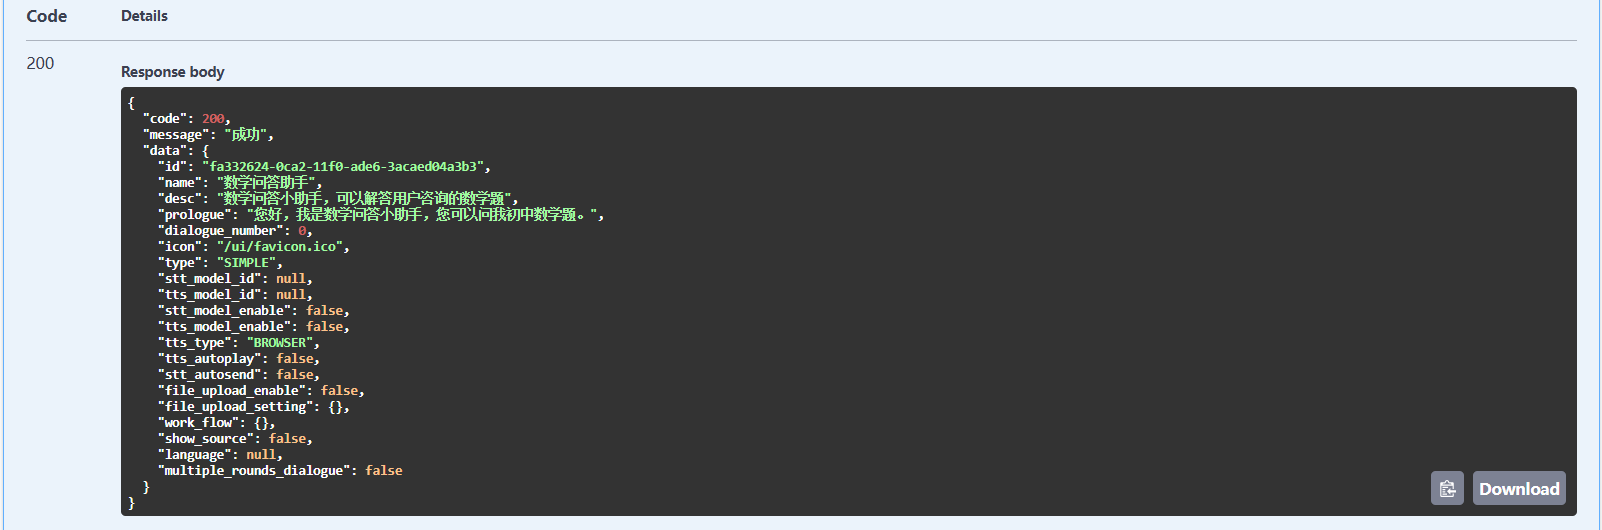 Code Details
200
Response body
{
"code": 200,
"message": "成功",
"data": {
"id": "fa332624-0ca2-11f0-ade6-3acaed04a3b3",
"name": "数学问答助手",
"desc": "数学问答小助手，可以解答用户咨询的数学题",
"prologue": "您好，我是数学问答小助手，您可以问我初中数学题。",
"dialogue_number": 0,
"icon": "/ui/favicon.ico",
"type": "SIMPLE",
"stt_model_id": null,
"tts_model_id": null,
"stt_model_enable": false,
"tts_model_enable": false,
"tts_type": "BROWSER",
"tts_autoplay": false,
"stt_autosend": false,
"file_upload_enable": false,
"file_upload_setting": {},
"work_flow": {},
"show_source": false,
"language": null,
"multiple_rounds_dialogue": false
}
}
Download